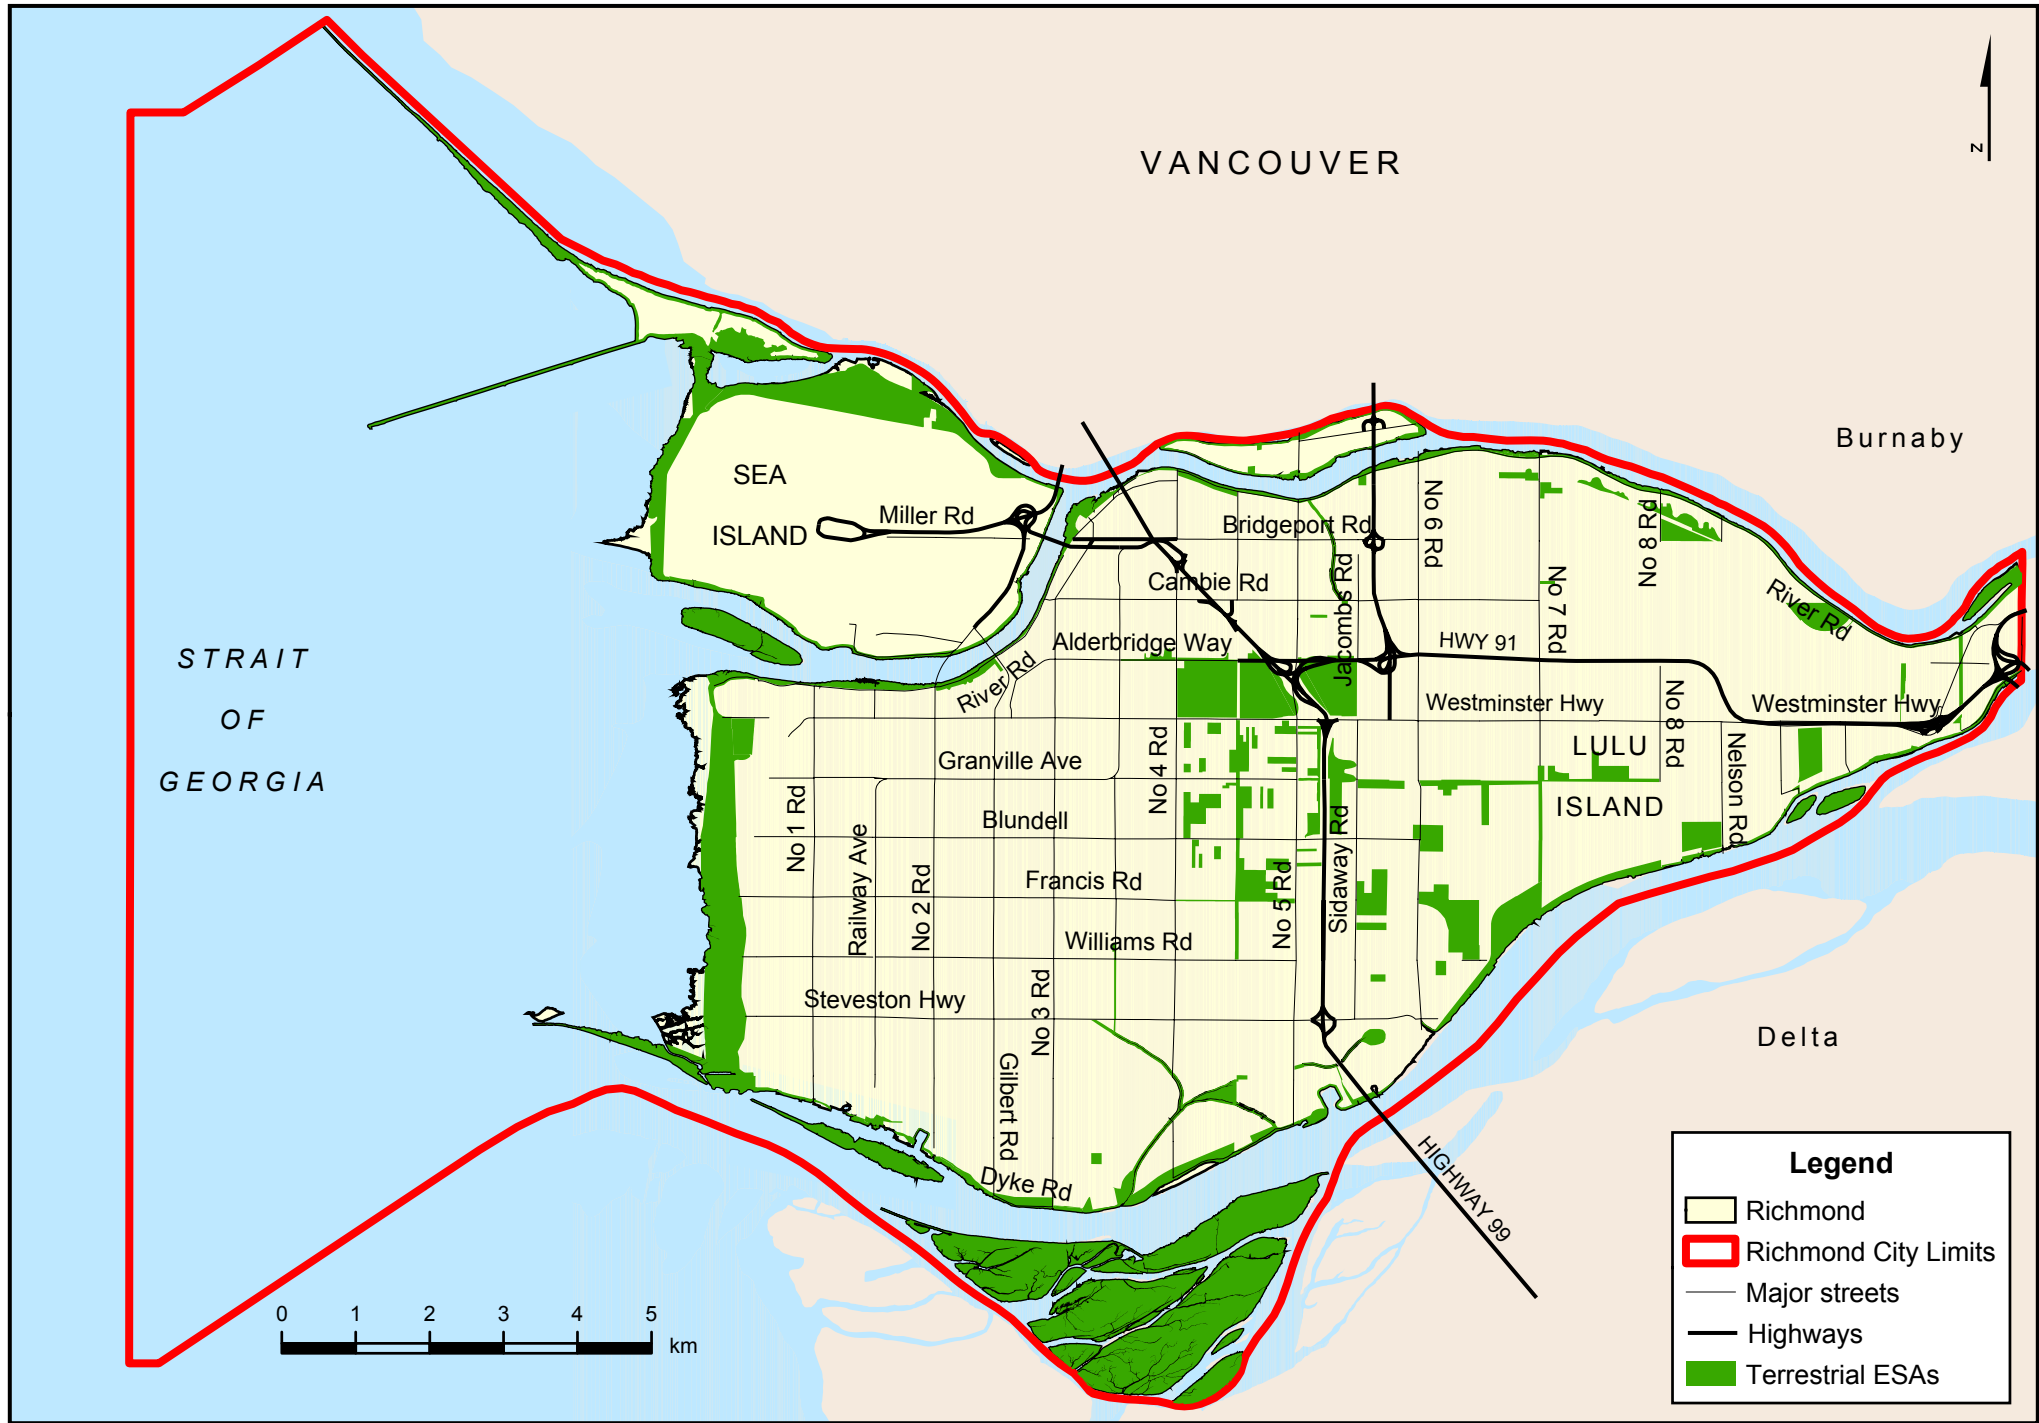 VANCOUVER
z
Burnaby
SEA
ISLAND
Miller Rd
Bridgeport Rd
No 6 Rd
No 8 Rd
Cambie Rd
Jacombs Rd
No 7 Rd
River Rd
Alderbridge Way
HWY 91
River Rd
STRAIT
OF
GEORGIA
Westminster Hwy
No 8 Rd
Westminster Hwy
Granville Ave
No 4 Rd
LULU
ISLAND
Nelson Rd
No 1 Rd
Blundell
Railway Ave
No 2 Rd
Francis Rd
No 5 Rd
Sidaway Rd
Williams Rd
Steveston Hwy
No 3 Rd
Gilbert Rd
Delta
Dyke Rd
HIGHWAY 99
0 1 2 3 4 5
km
Legend
Richmond
Richmond City Limits
Major streets
Highways
Terrestrial ESAs